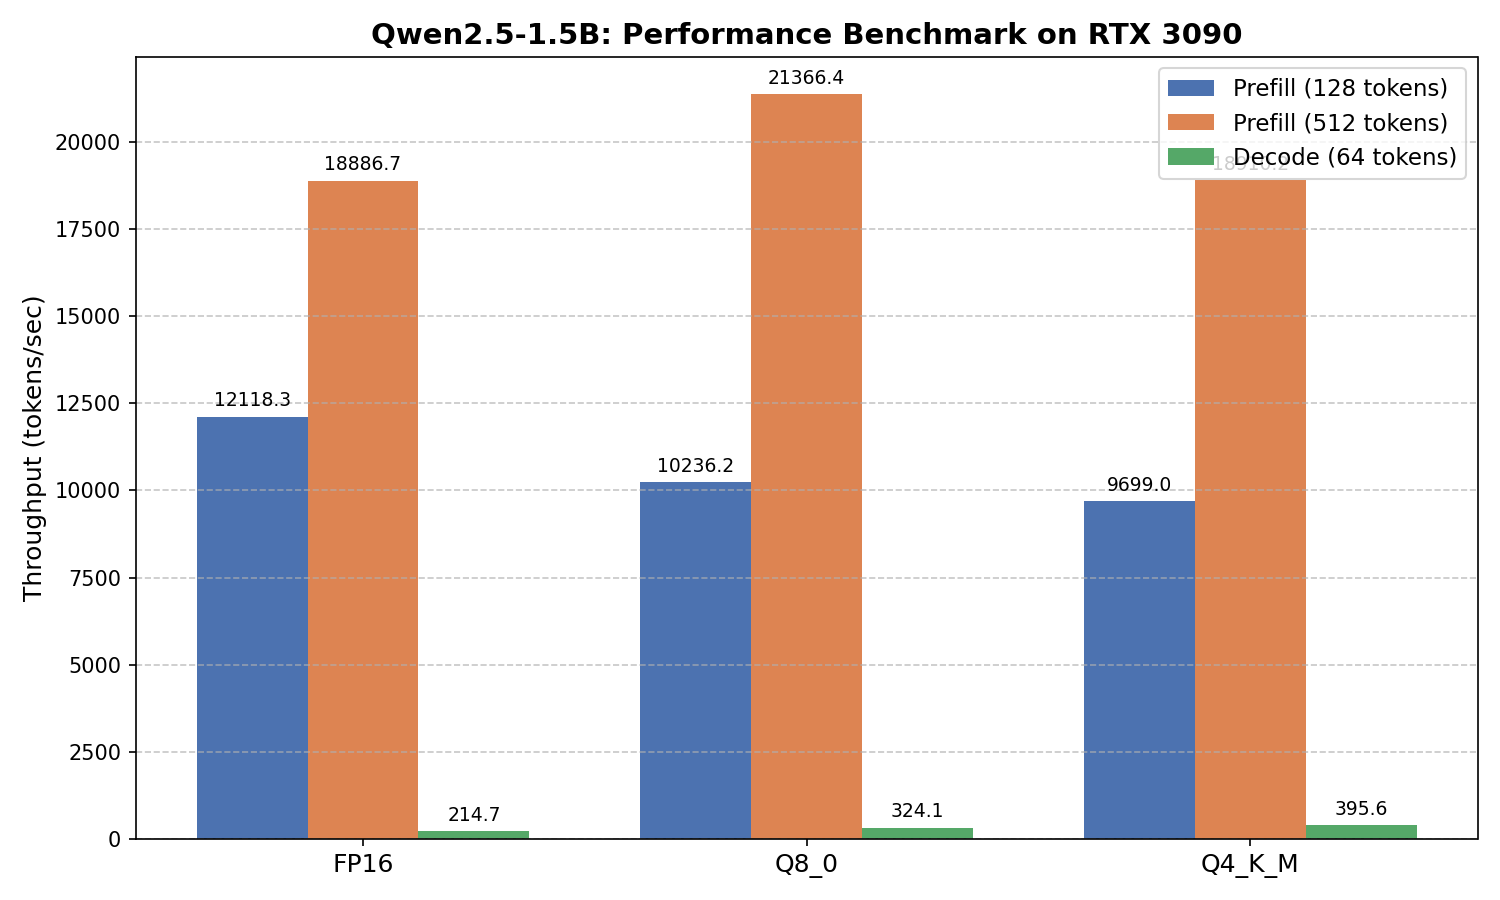 Qwen2.5-1.5B: Performance Benchmark on RTX 3090
Throughput (tokens/sec)
20000
17500
15000
12500
10000
7500
5000
2500
0
Prefill (128 tokens)
Prefill (512 tokens)
Decode (64 tokens)
12118.3
18886.7
214.7
10236.2
21366.4
324.1
9699.0
395.6
FP16
Q8_0
Q4_K_M